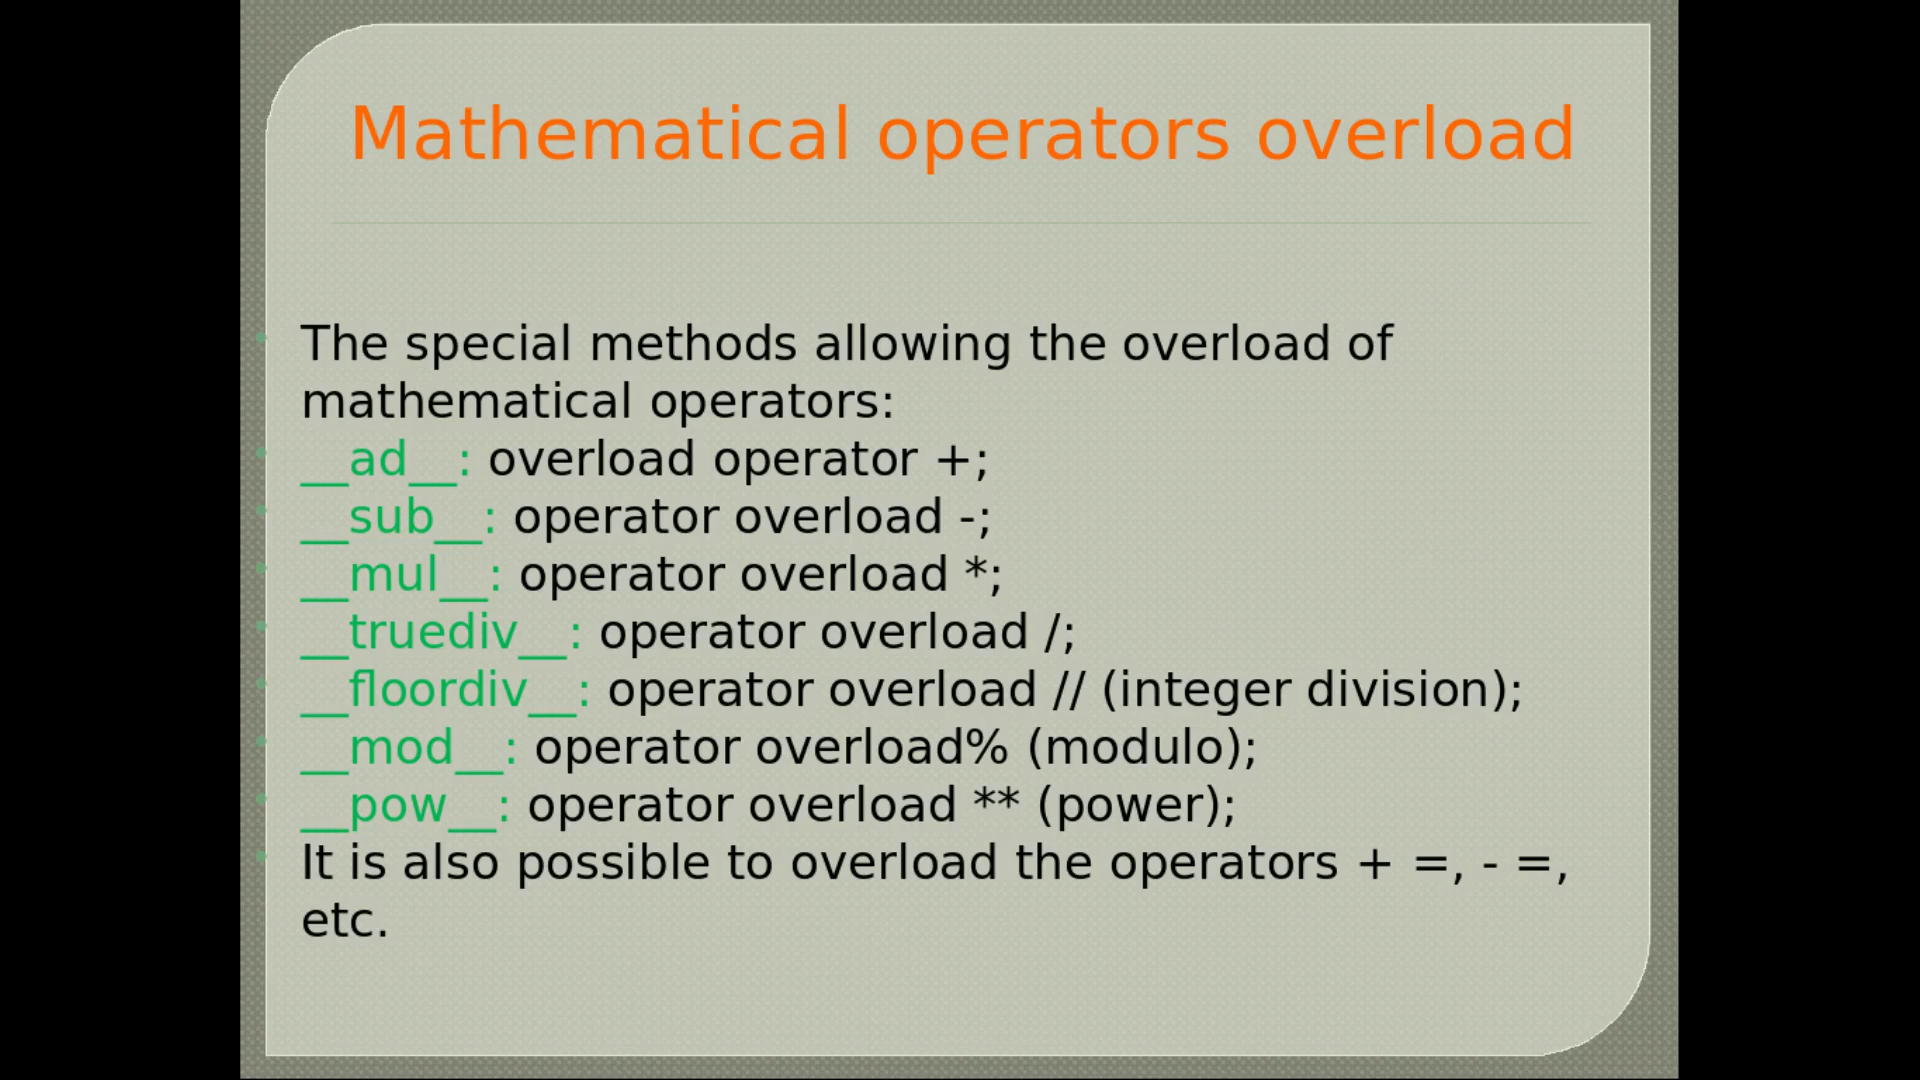 Mathematical operators overload
The special methods allowing the overload of
mathematical operators:
__ad__: overload operator +;
__sub__: operator overload -;
__mul__: operator overload *;
__truediv__: operator overload /;
__floordiv__: operator overload // (integer division);
__mod__: operator overload% (modulo);
__pow__: operator overload ** (power);
It is also possible to overload the operators + =, - =,
etc.